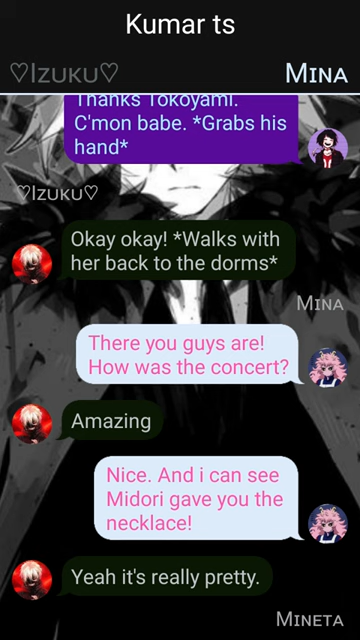 Kumar ts
♡Izuku♡ Mina
Thanks Tokoyami.
C'mon babe. *Grabs his
hand*
♡Izuku♡
Okay okay! *Walks with
her back to the dorms*
Mina
There you guys are!
How was the concert?
Amazing
Nice. And i can see
Midori gave you the
necklace!
Yeah it's really pretty.
Mineta